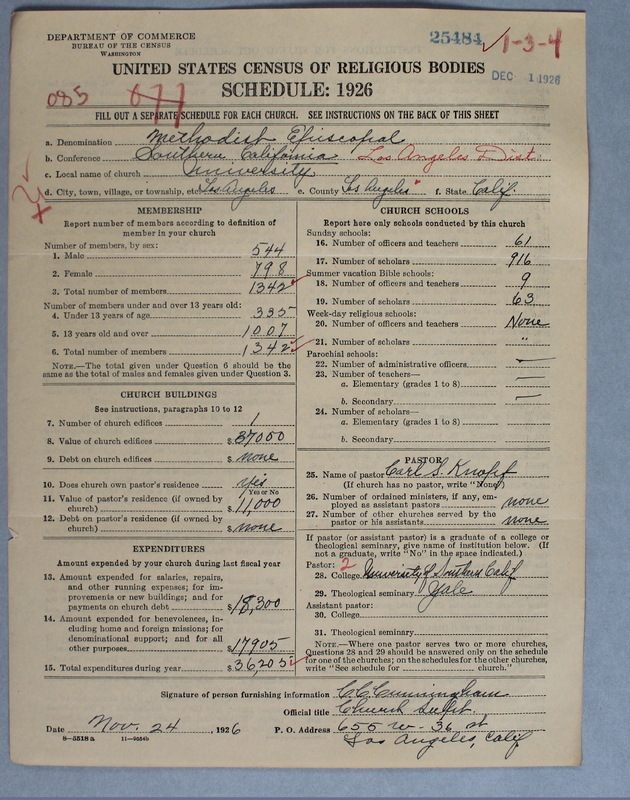 DEPARTMENT OF COMMERCE
BUREAU OF THE CENSUS
WASHINGTON
25484 1-3-4
UNITED STATES CENSUS OF RELIGIOUS BODIES
DEC 1 1926
SCHEDULE: 1926
085 077
FILL OUT A SEPARATE SCHEDULE FOR EACH CHURCH. SEE INSTRUCTIONS ON THE BACK OF THIS SHEET
a. Denomination Methodist Episcopal
b. Conference Southern California Los Angeles Dist.
c. Local name of church University
d. City, town, village, or township, etc. Los Angeles e. County Los Angeles f. State Calif.
MEMBERSHIP
Report number of members according to definition of
member in your church
Number of members, by sex:
1. Male 544
2. Female 798
3. Total number of members 1342
Number of members under and over 13 years old:
4. Under 13 years of age 335
5. 13 years old and over 1007
6. Total number of members 1342
NOTE.—The total given under Question 6 should be the
same as the total of males and females given under Question 3.
CHURCH BUILDINGS
See instructions, paragraphs 10 to 12
7. Number of church edifices 1
8. Value of church edifices $ 37000
9. Debt on church edifices $ none
10. Does church own pastor's residence yes
Yes or No
11. Value of pastor's residence (if owned by
church) $ 11,000
12. Debt on pastor's residence (if owned by
church) $ none
EXPENDITURES
Amount expended by your church during last fiscal year
13. Amount expended for salaries, repairs,
and other running expenses; for im-
provements or new buildings; and for
payments on church debt $ 18,300
14. Amount expended for benevolences, in-
cluding home and foreign missions; for
denominational support; and for all
other purposes $ 17905
15. Total expenditures during year $ 36205
CHURCH SCHOOLS
Report here only schools conducted by this church
Sunday schools:
16. Number of officers and teachers 61
17. Number of scholars 916
Summer vacation Bible schools:
18. Number of officers and teachers 9
19. Number of scholars 63
Week-day religious schools:
20. Number of officers and teachers None
21. Number of scholars "
Parochial schools:
22. Number of administrative officers —
23. Number of teachers—
a. Elementary (grades 1 to 8) —
b. Secondary —
24. Number of scholars—
a. Elementary (grades 1 to 8)
b. Secondary
PASTOR
25. Name of pastor Carl S. Knopf
(If church has no pastor, write "None")
26. Number of ordained ministers, if any, em-
ployed as assistant pastors none
27. Number of other churches served by the
pastor or his assistants none
If pastor (or assistant pastor) is a graduate of a college or
theological seminary, give name of institution below. (If
not a graduate, write "No" in the space indicated.)
Pastor: 2
28. College University of Southern Calif
29. Theological seminary Yale
Assistant pastor:
30. College
31. Theological seminary
NOTE.—Where one pastor serves two or more churches,
Questions 28 and 29 should be answered only on the schedule
for one of the churches; on the schedules for the other churches,
write "See schedule for church."
Signature of person furnishing information C.C. Cunningham
Official title Church Supt.
Date Nov. 24, 1926 P. O. Address 655 w- 36 st
8—5518 a 11—9554b Los Angeles, Calif